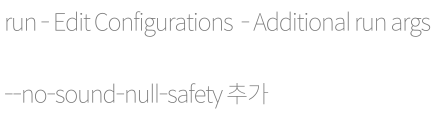 run - Edit Configurations  - Additional run args
--no-sound-null-safety 추가